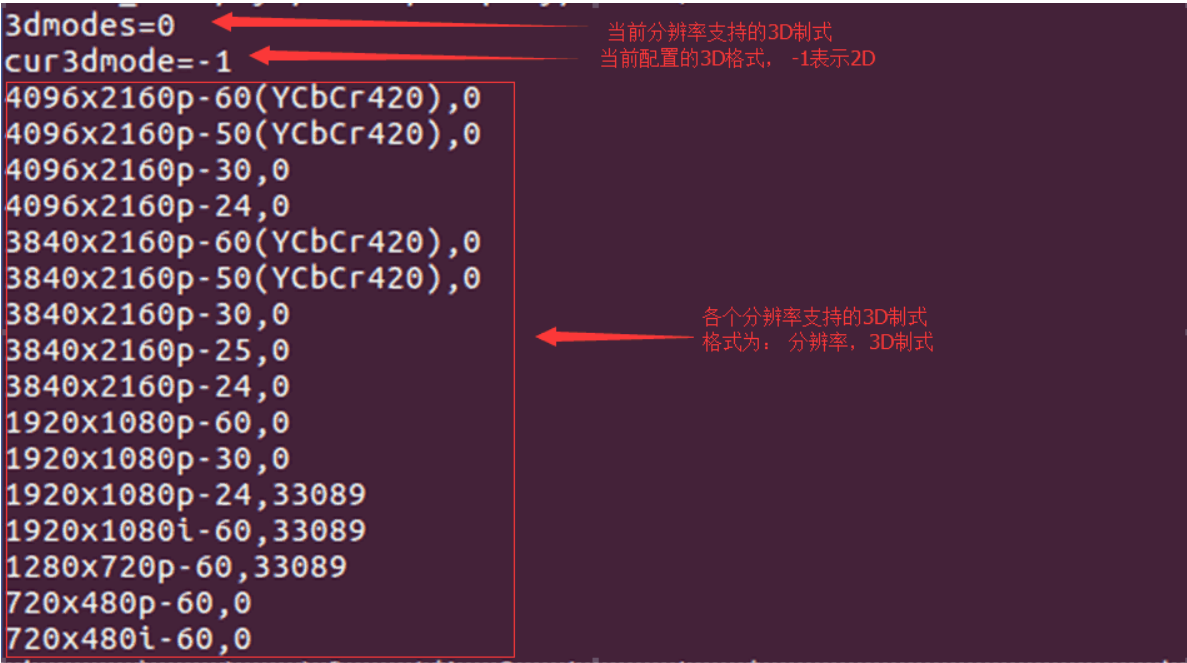 3dmodes=0
当前分辨率支持的3D制式
cur3dmode=-1
当前配置的3D格式， -1表示2D
4096x2160p-60(YCbCr420),0
4096x2160p-50(YCbCr420),0
4096x2160p-30,0
4096x2160p-24,0
3840x2160p-60(YCbCr420),0
3840x2160p-50(YCbCr420),0
3840x2160p-30,0
3840x2160p-25,0
3840x2160p-24,0
1920x1080p-60,0
1920x1080p-30,0
1920x1080p-24,33089
1920x1080i-60,33089
1280x720p-60,33089
720x480p-60,0
720x480i-60,0
各个分辨率支持的3D制式
格式为： 分辨率，3D制式